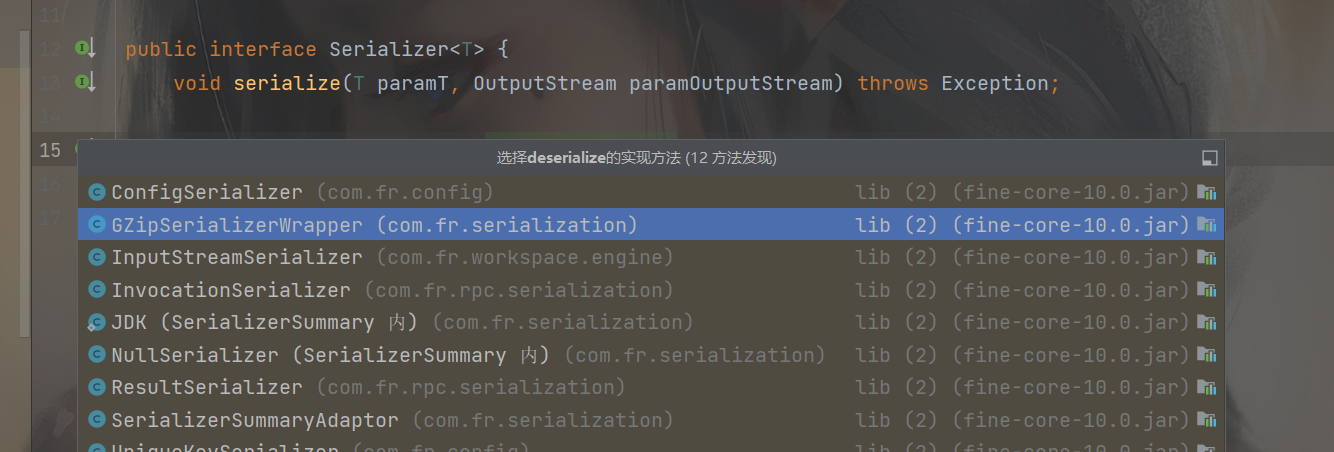 11
12 public interface Serializer<T> {
13 void serialize(T paramT, OutputStream paramOutputStream) throws Exception;
14
15
选择deserialize的实现方法 (12 方法发现)
ConfigSerializer (com.fr.config) lib (2) (fine-core-10.0.jar)
16 GZipSerializerWrapper (com.fr.serialization) lib (2) (fine-core-10.0.jar)
17 InputStreamSerializer (com.fr.workspace.engine) lib (2) (fine-core-10.0.jar)
InvocationSerializer (com.fr.rpc.serialization) lib (2) (fine-core-10.0.jar)
JDK (SerializerSummary 内) (com.fr.serialization) lib (2) (fine-core-10.0.jar)
NullSerializer (SerializerSummary 内) (com.fr.serialization) lib (2) (fine-core-10.0.jar)
ResultSerializer (com.fr.rpc.serialization) lib (2) (fine-core-10.0.jar)
SerializerSummaryAdaptor (com.fr.serialization) lib (2) (fine-core-10.0.jar)
UniqueKeySerializer (com.fr.config) lib (2) (fine-core-10.0.jar)